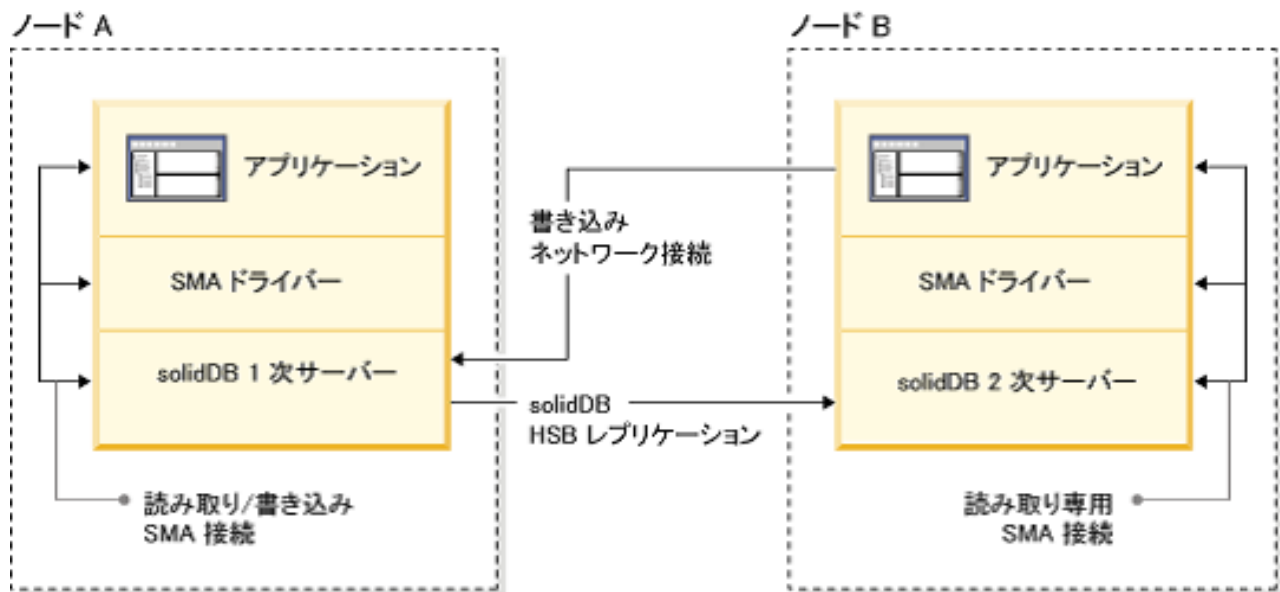 ノード A
ノード B
アプリケーション
SMA ドライバー
solidDB 1 次サーバー
読み取り/書き込み
SMA 接続
書き込み
ネットワーク接続
solidDB
HSB レプリケーション
アプリケーション
SMA ドライバー
solidDB 2 次サーバー
読み取り専用
SMA 接続